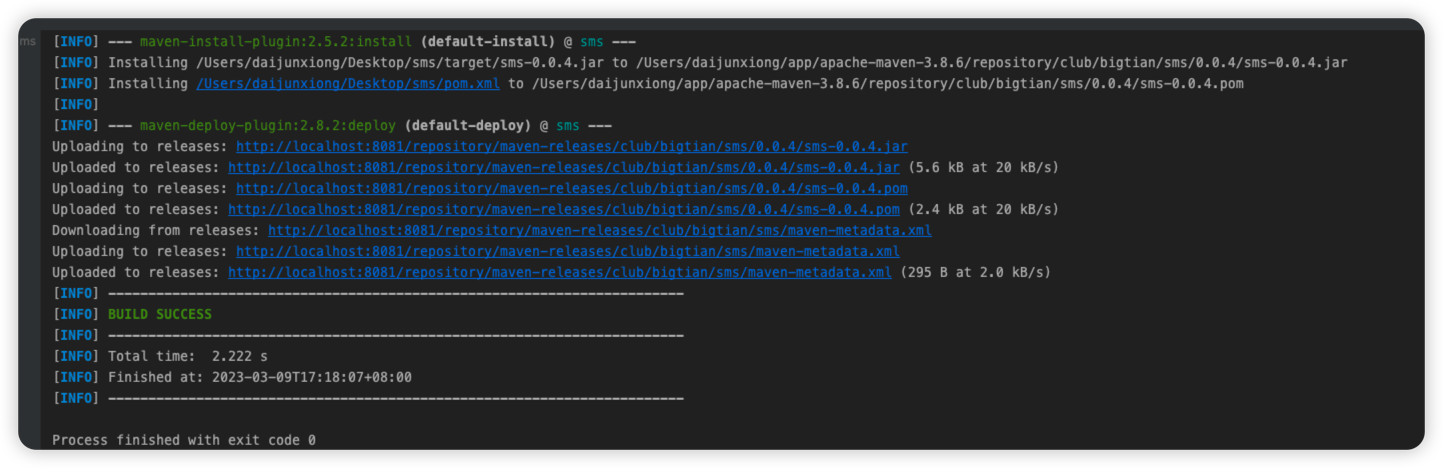 ms
[INFO] --- maven-install-plugin:2.5.2:install (default-install) @ sms ---
[INFO] Installing /Users/daijunxiong/Desktop/sms/target/sms-0.0.4.jar to /Users/daijunxiong/app/apache-maven-3.8.6/repository/club/bigtian/sms/0.0.4/sms-0.0.4.jar
[INFO] Installing /Users/daijunxiong/Desktop/sms/pom.xml to /Users/daijunxiong/app/apache-maven-3.8.6/repository/club/bigtian/sms/0.0.4/sms-0.0.4.pom
[INFO]
[INFO] --- maven-deploy-plugin:2.8.2:deploy (default-deploy) @ sms ---
Uploading to releases: http://localhost:8081/repository/maven-releases/club/bigtian/sms/0.0.4/sms-0.0.4.jar
Uploaded to releases: http://localhost:8081/repository/maven-releases/club/bigtian/sms/0.0.4/sms-0.0.4.jar (5.6 kB at 20 kB/s)
Uploading to releases: http://localhost:8081/repository/maven-releases/club/bigtian/sms/0.0.4/sms-0.0.4.pom
Uploaded to releases: http://localhost:8081/repository/maven-releases/club/bigtian/sms/0.0.4/sms-0.0.4.pom (2.4 kB at 20 kB/s)
Downloading from releases: http://localhost:8081/repository/maven-releases/club/bigtian/sms/maven-metadata.xml
Uploading to releases: http://localhost:8081/repository/maven-releases/club/bigtian/sms/maven-metadata.xml
Uploaded to releases: http://localhost:8081/repository/maven-releases/club/bigtian/sms/maven-metadata.xml (295 B at 2.0 kB/s)
[INFO] ------------------------------------------------------------------------
[INFO] BUILD SUCCESS
[INFO] ------------------------------------------------------------------------
[INFO] Total time:  2.222 s
[INFO] Finished at: 2023-03-09T17:18:07+08:00
[INFO] ------------------------------------------------------------------------
Process finished with exit code 0